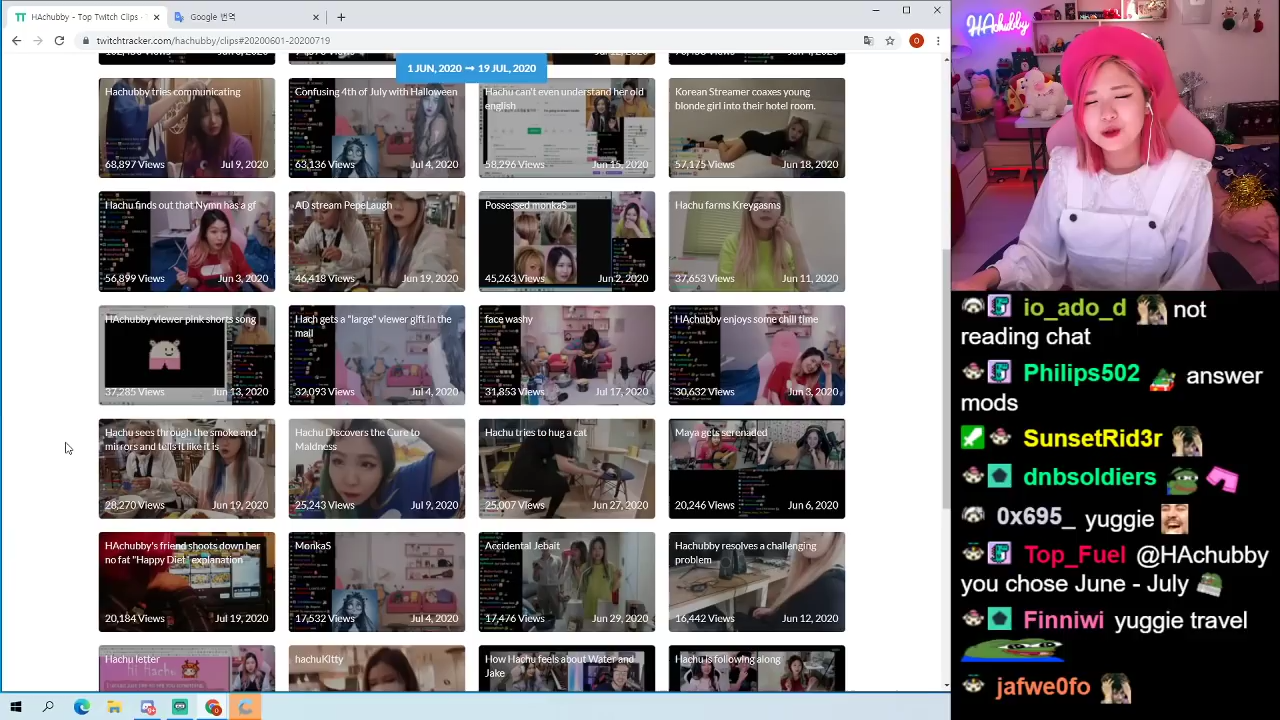 HAchubby - Top Twitch Clips -
Google 번역
twitchtracker.com/hachubby/clips#20200601-20200719
1 JUN, 2020 → 19 JUL, 2020
Hachubby tries communicating
68,897 Views
Jul 9, 2020
Confusing 4th of July with Halloween
63,136 Views
Jul 4, 2020
Hachu can't even understand her old
english
58,296 Views
Jun 15, 2020
Korean Streamer coaxes young
blonde girl into their hotel room.
57,175 Views
Jun 18, 2020
Hachu finds out that Nymn has a gf
56,899 Views
Jun 3, 2020
AD stream PepeLaugh
46,418 Views
Jun 19, 2020
Possessed monkaS
45,263 Views
Jun 2, 2020
Hachu farms Kreygasms
37,653 Views
Jun 11, 2020
HAchubby viewer pink shorts song
37,285 Views
Jun 13, 2020
Hach gets a "large" viewer gift in the
mail
32,093 Views
Jul 4, 2020
face washy
31,853 Views
Jul 17, 2020
HAchubby enjoys some chill time
30,632 Views
Jun 3, 2020
Hachu sees through the smoke and
mirrors and tells it like it is
28,270 Views
Jun 19, 2020
Hachu Discovers the Cure to
Maldness
25,243 Views
Jul 9, 2020
Hachu tries to hug a cat
25,007 Views
Jun 27, 2020
Maya gets serenaded
20,246 Views
Jun 6, 2020
HAchubby's friend shoots down her
no fat "Happy Diet" explanation
20,184 Views
Jul 19, 2020
MonkaS
17,532 Views
Jul 4, 2020
Accidental Jebait
17,476 Views
Jun 29, 2020
Hachubby resolves a challenging
problem
16,442 Views
Jun 12, 2020
Hachu letter
hachuKitty
How Hachu feels about Water and
Jake
Hachu is following along
HAchubby
io_ado_d not
reading chat
Philips502 answer
mods
SunsetRid3r
dnbsoldiers
0x695_ yuggie
Top_Fuel @HAchubby
you chose June - July
Finniwi yuggie travel
jafwe0fo